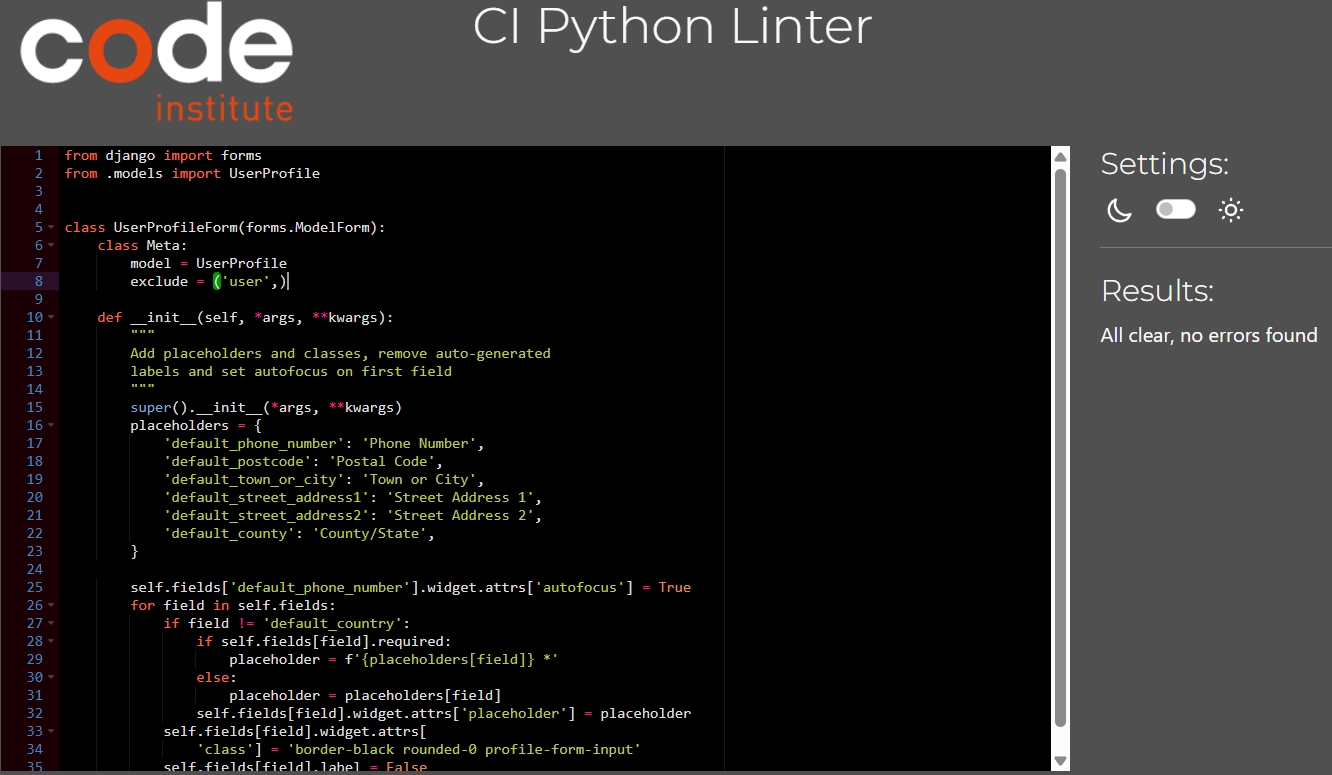 code
institute
CI Python Linter
1 from django import forms
2 from .models import UserProfile
3
4
5 class UserProfileForm(forms.ModelForm):
6     class Meta:
7         model = UserProfile
8         exclude = ('user',)
9
10     def __init__(self, *args, **kwargs):
11         """
12         Add placeholders and classes, remove auto-generated
13         labels and set autofocus on first field
14         """
15         super().__init__(*args, **kwargs)
16         placeholders = {
17             'default_phone_number': 'Phone Number',
18             'default_postcode': 'Postal Code',
19             'default_town_or_city': 'Town or City',
20             'default_street_address1': 'Street Address 1',
21             'default_street_address2': 'Street Address 2',
22             'default_county': 'County/State',
23         }
24
25         self.fields['default_phone_number'].widget.attrs['autofocus'] = True
26         for field in self.fields:
27             if field != 'default_country':
28                 if self.fields[field].required:
29                     placeholder = f'{placeholders[field]} *'
30                 else:
31                     placeholder = placeholders[field]
32                 self.fields[field].widget.attrs['placeholder'] = placeholder
33             self.fields[field].widget.attrs[
34                 'class'] = 'border-black rounded-0 profile-form-input'
35             self.fields[field].label = False
Settings:
Results:
All clear, no errors found